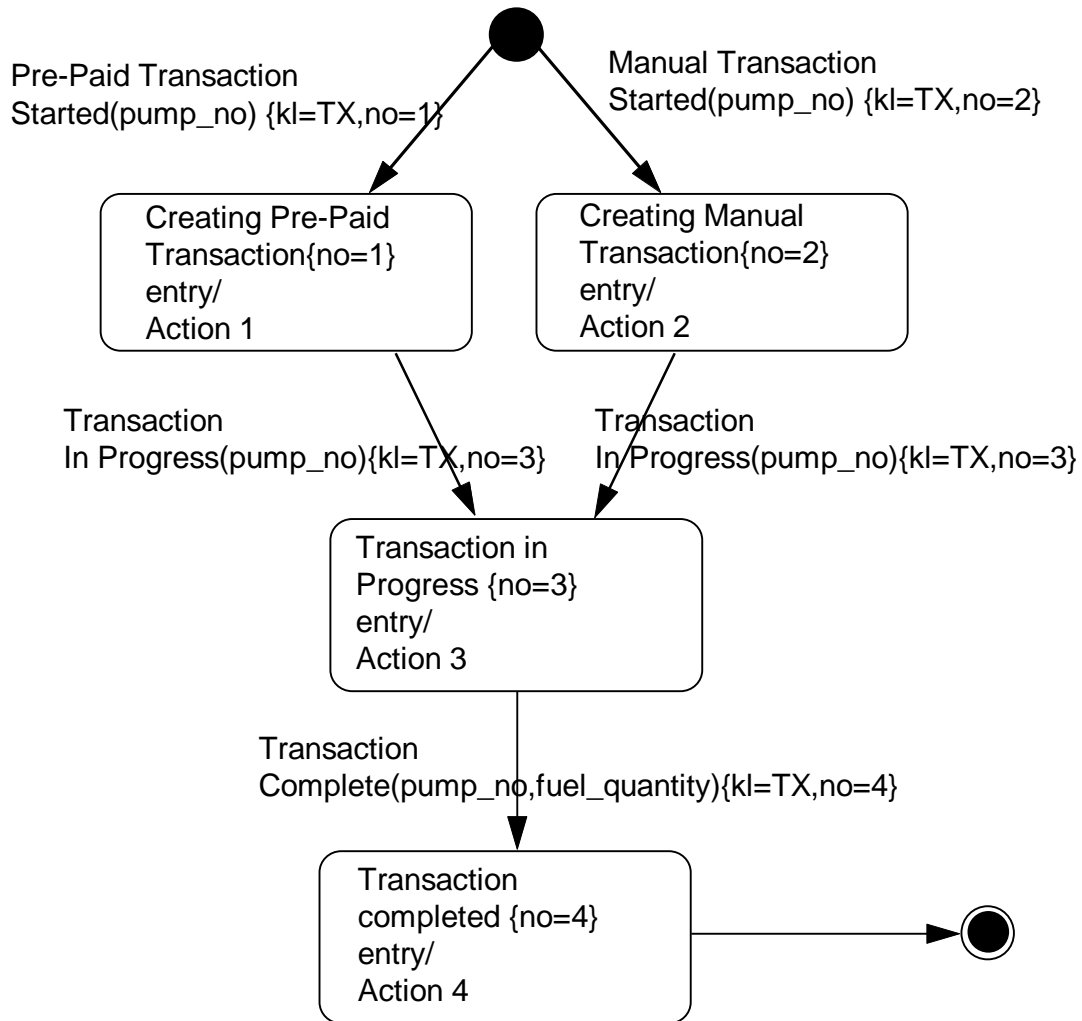 Pre-Paid Transaction
Started(pump_no) {kl=TX,no=1}
Manual Transaction
Started(pump_no) {kl=TX,no=2}
Creating Pre-Paid
Transaction{no=1}
entry/
Action 1
Creating Manual
Transaction{no=2}
entry/
Action 2
Transaction
In Progress(pump_no){kl=TX,no=3}
Transaction
In Progress(pump_no){kl=TX,no=3}
Transaction in
Progress {no=3}
entry/
Action 3
Transaction
Complete(pump_no,fuel_quantity){kl=TX,no=4}
Transaction
completed {no=4}
entry/
Action 4